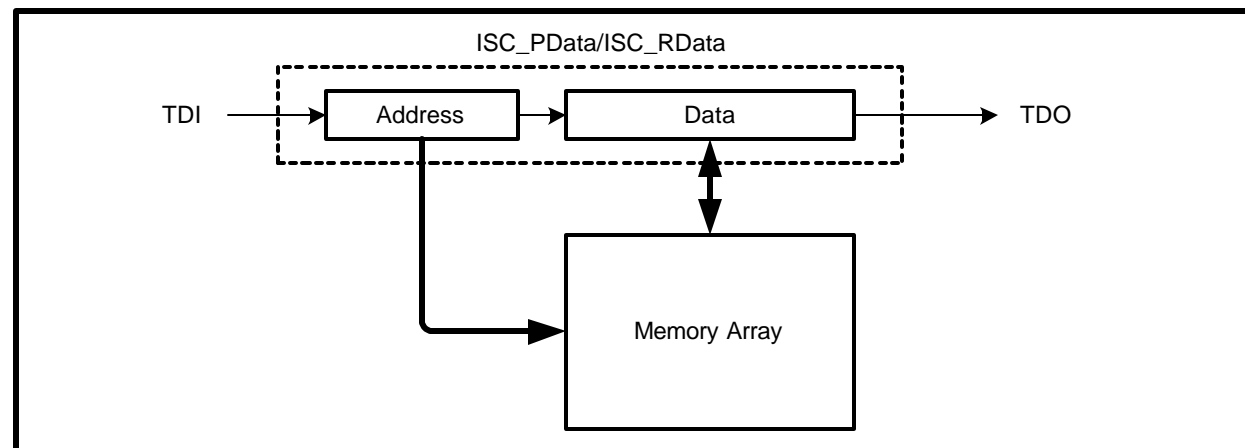 ISC_PData/ISC_RData
TDI
Address
Data
TDO
Memory Array